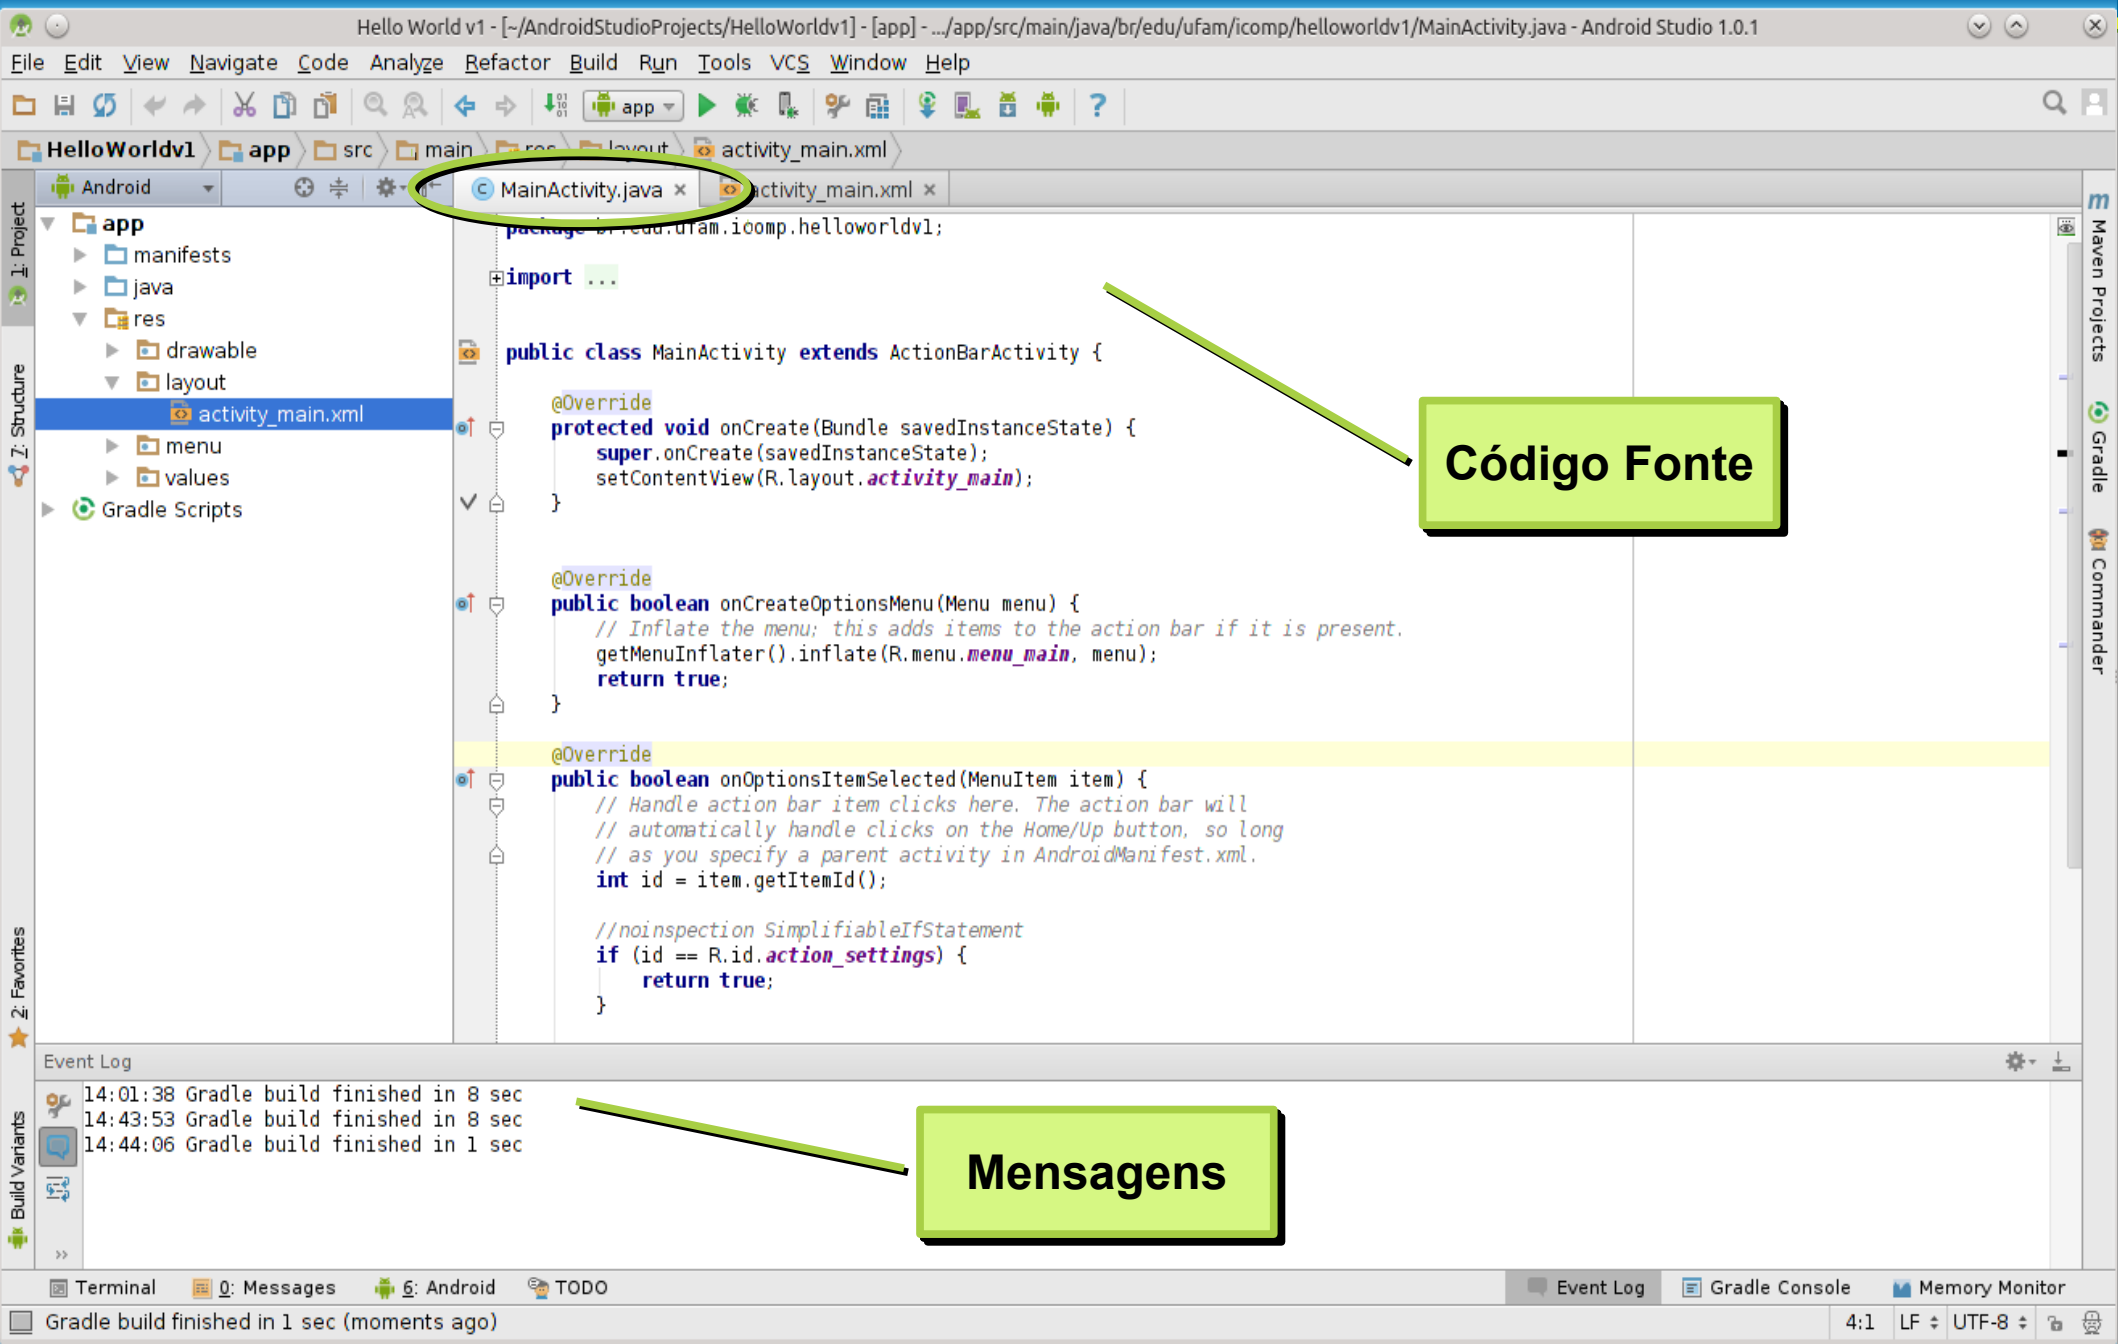 Hello World v1 - [~/AndroidStudioProjects/HelloWorldv1] - [app] - .../app/src/main/java/br/edu/ufam/icomp/helloworldv1/MainActivity.java - Android Studio 1.0.1
File Edit View Navigate Code Analyze Refactor Build Run Tools VCS Window Help
app
HelloWorldv1 app src main res layout activity_main.xml
Android
MainActivity.java
activity_main.xml
1: Project
7: Structure
2: Favorites
Build Variants
app
manifests
java
res
drawable
layout
activity_main.xml
menu
values
Gradle Scripts
package br.edu.ufam.icomp.helloworldv1;
import ...
public class MainActivity extends ActionBarActivity {
@Override
protected void onCreate(Bundle savedInstanceState) {
super.onCreate(savedInstanceState);
setContentView(R.layout.activity_main);
}
@Override
public boolean onCreateOptionsMenu(Menu menu) {
// Inflate the menu; this adds items to the action bar if it is present.
getMenuInflater().inflate(R.menu.menu_main, menu);
return true;
}
@Override
public boolean onOptionsItemSelected(MenuItem item) {
// Handle action bar item clicks here. The action bar will
// automatically handle clicks on the Home/Up button, so long
// as you specify a parent activity in AndroidManifest.xml.
int id = item.getItemId();
//noinspection SimplifiableIfStatement
if (id == R.id.action_settings) {
return true;
}
Código Fonte
Maven Projects
Gradle
Commander
Event Log
14:01:38 Gradle build finished in 8 sec
14:43:53 Gradle build finished in 8 sec
14:44:06 Gradle build finished in 1 sec
Mensagens
Terminal 0: Messages 6: Android TODO Event Log Gradle Console Memory Monitor
Gradle build finished in 1 sec (moments ago) 4:1 LF UTF-8